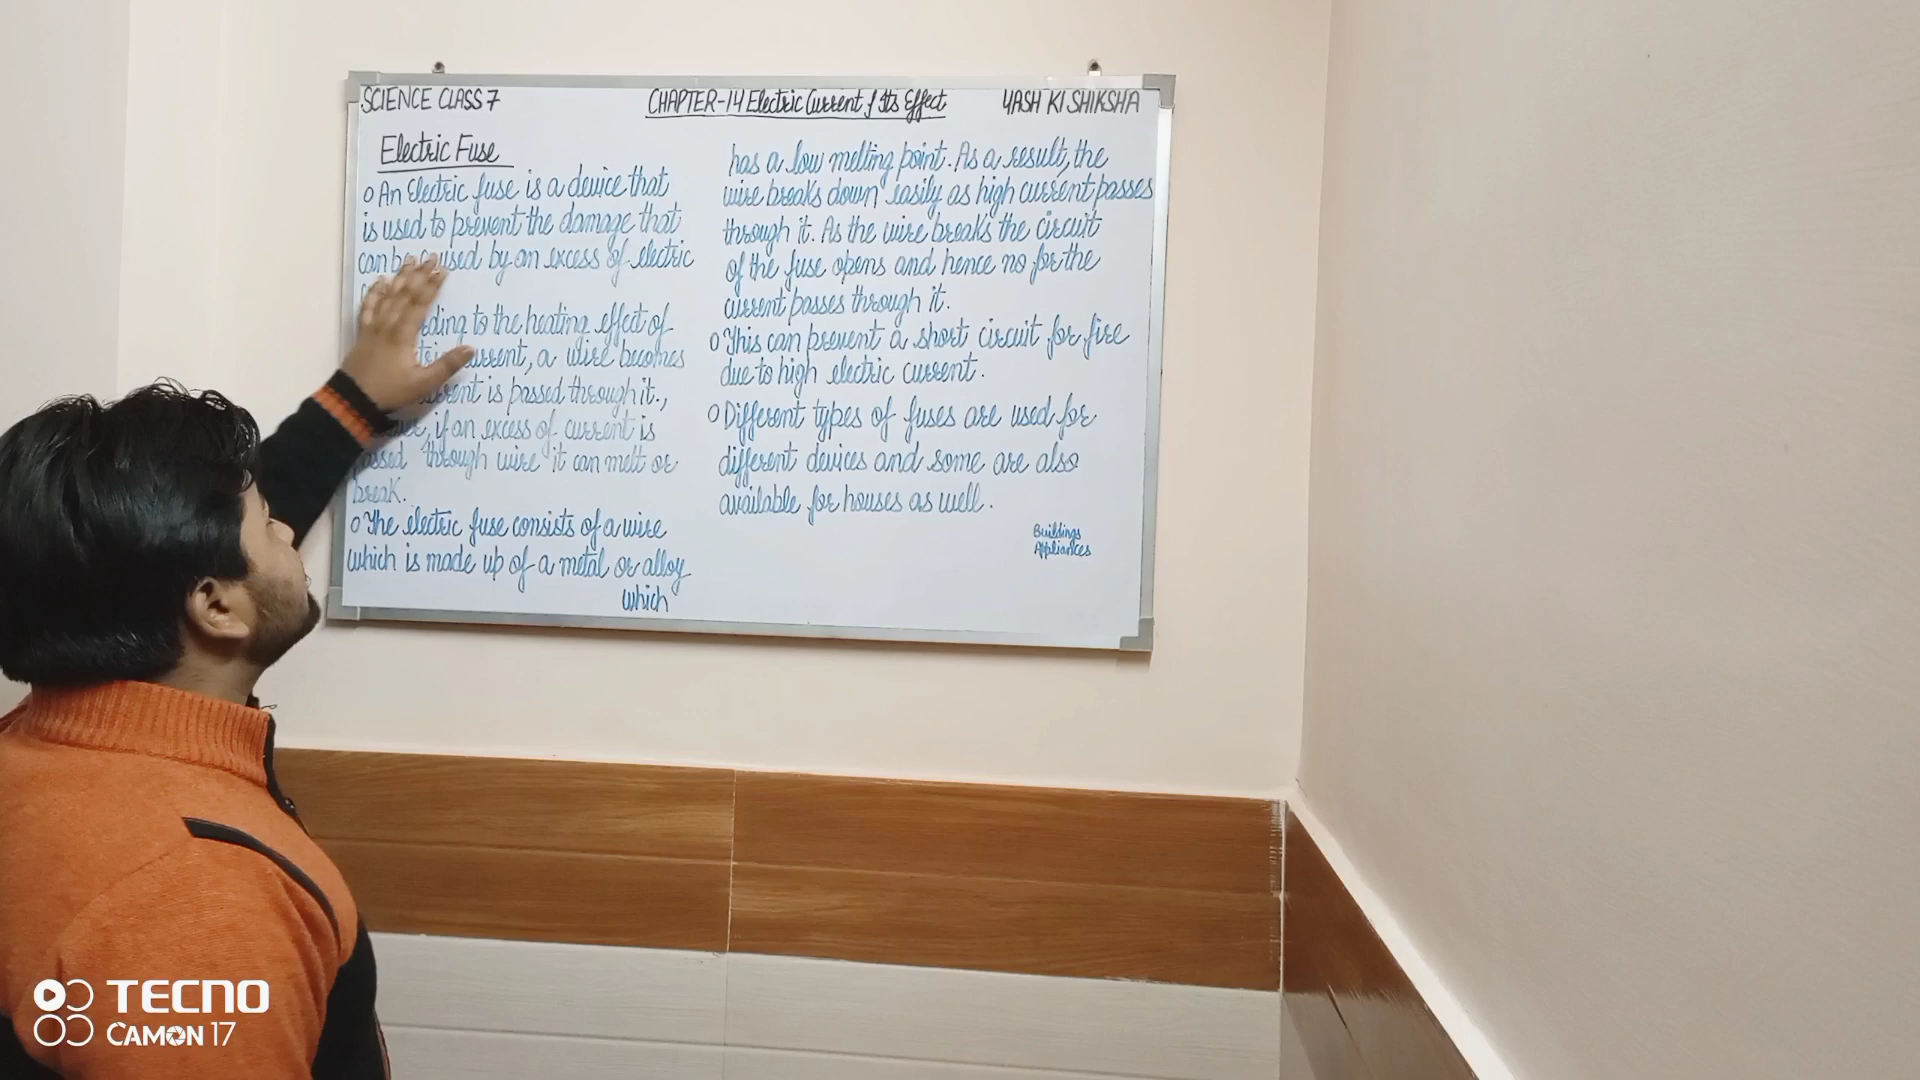 SCIENCE CLASS 7
CHAPTER-14 Electric Current & Its Effect
YASH KI SHIKSHA
Electric Fuse
o An Electric fuse is a device that
is used to prevent the damage that
can be caused by an excess of electric
to the heating effect of
current, a wire becomes
is passed through it.,
if an excess of current is
passed through wire it can melt or
break.
o The electric fuse consists of a wire
which is made up of a metal or alloy
which
has a low melting point. As a result, the
wire breaks down easily as high current passes
through it. As the wire breaks the circuit
of the fuse opens and hence no for the
current passes through it.
o This can prevent a short circuit for fire
due to high electric current.
o Different types of fuses are used for
different devices and some are also
available for houses as well.
Buildings
Appliances
TECNO
CAMON 17